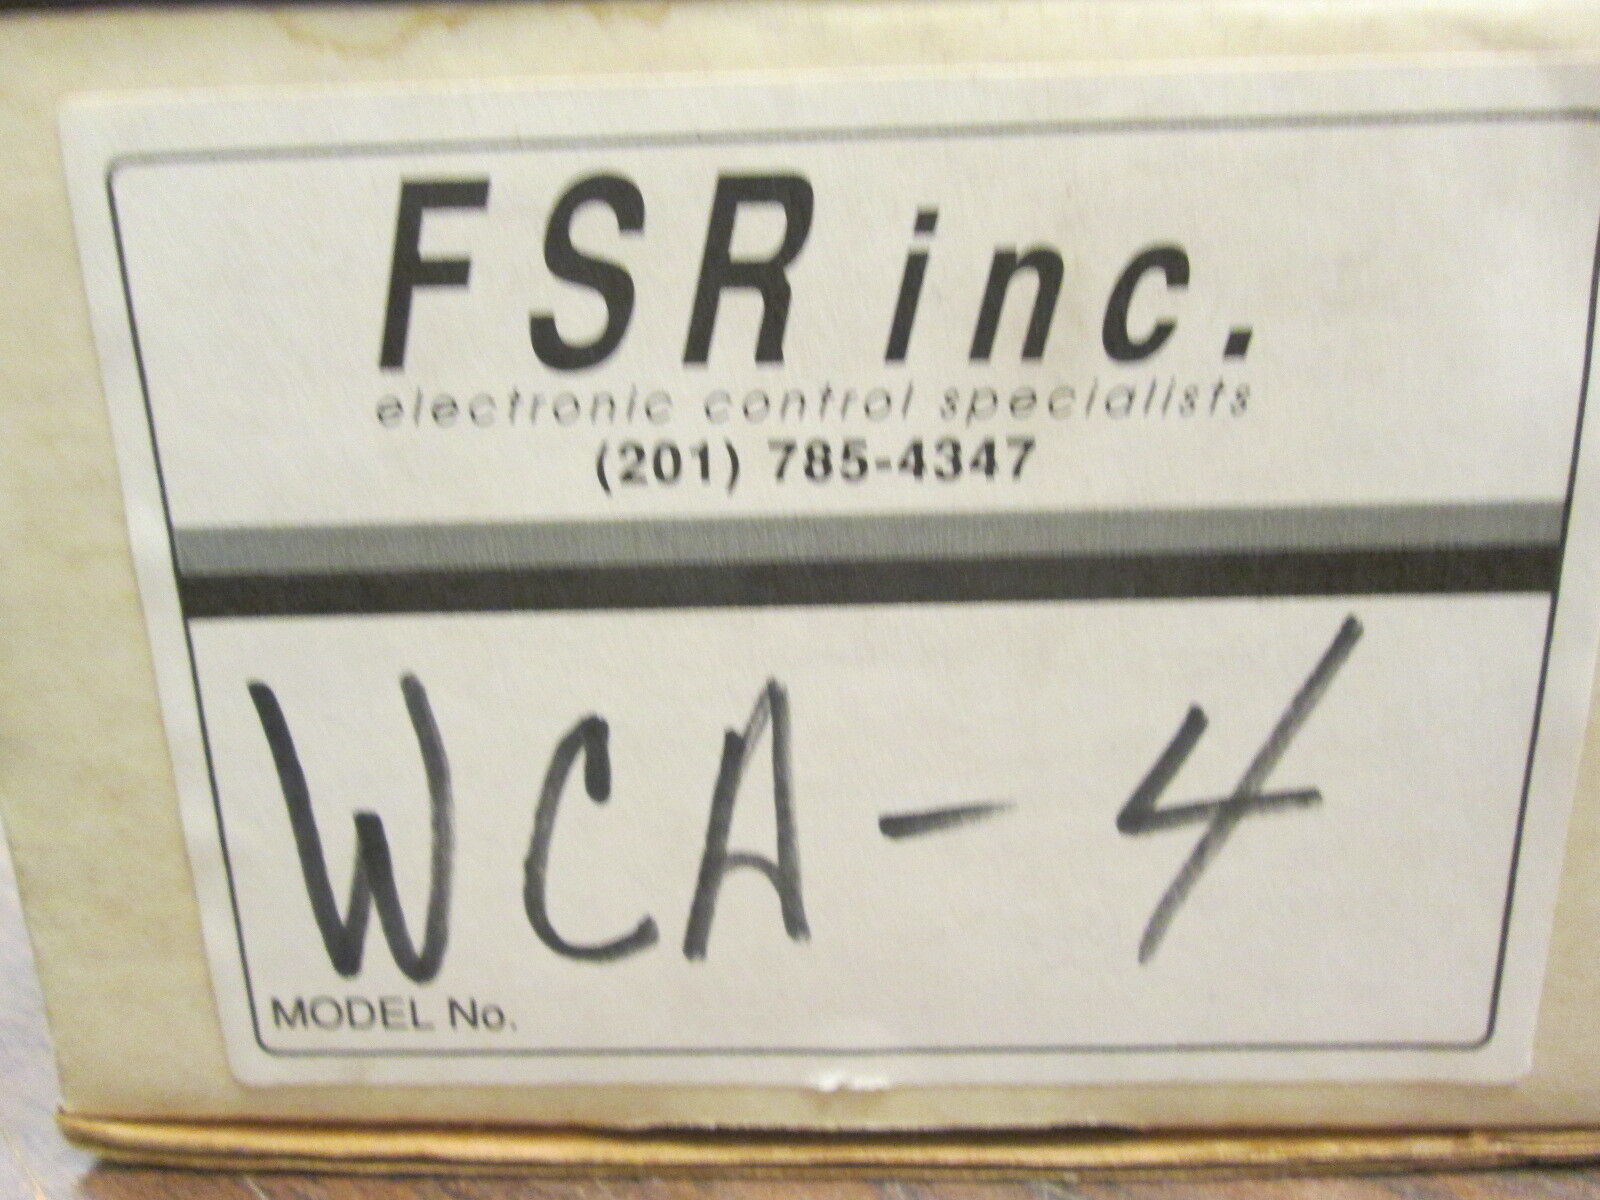 FSR inc.
electronic control specialists
(201) 785-4347
WCA-4
MODEL No.